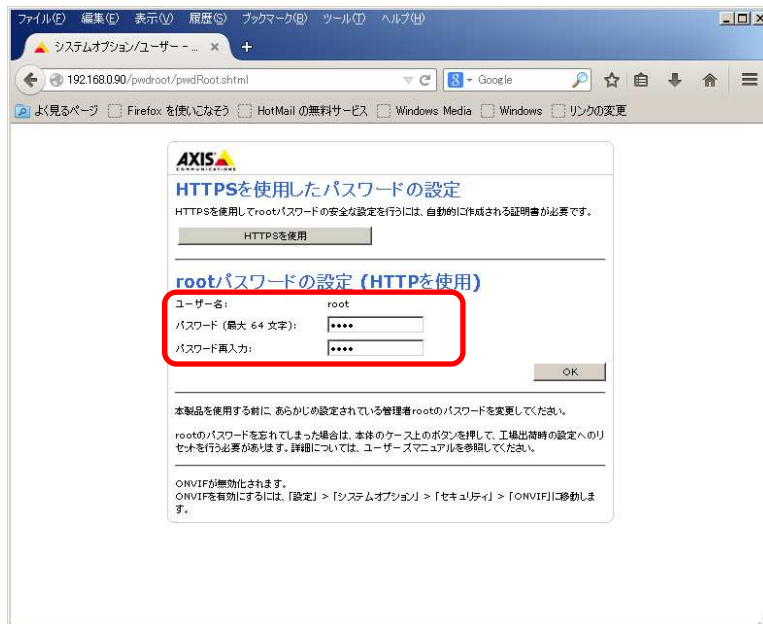 ファイル(F) 編集(E) 表示(V) 履歴(S) ブックマーク(B) ツール(T) ヘルプ(H)
システムオプション/ユーザー - - ... × +
192.168.0.90/pwdroot/pwdRoot.shtml
8 Google
よく見るページ Firefox を使いこなそう HotMail の無料サービス Windows Media Windows リンクの変更
AXIS
COMMUNICATIONS
HTTPSを使用したパスワードの設定
HTTPSを使用してrootパスワードの安全な設定を行うには、自動的に作成される証明書が必要です。
HTTPSを使用
rootパスワードの設定 (HTTPを使用)
ユーザー名: root
パスワード (最大 64 文字): ••••
パスワード再入力: ••••
OK
本製品を使用する前に、あらかじめ設定されている管理者rootのパスワードを変更してください。
rootのパスワードを忘れてしまった場合は、本体のケース上のボタンを押して、工場出荷時の設定へのリ
セットを行う必要があります。詳細については、ユーザーズマニュアルを参照してください。
ONVIFが無効化されます。
ONVIFを有効にするには、「設定」 > 「システムオプション」 > 「セキュリティ」 > 「ONVIF」に移動しま
す。